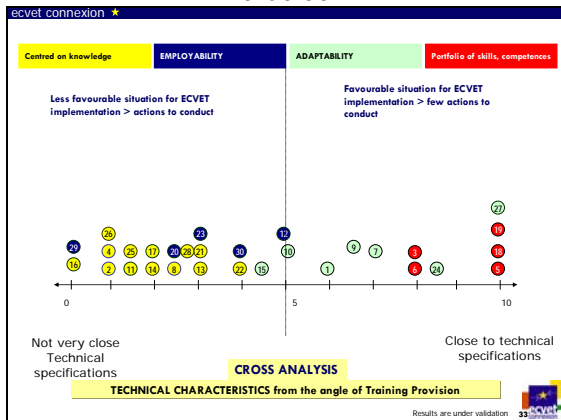 ecvet connexion
Centred on knowledge
EMPLOYABILITY
ADAPTABILITY
Portfolio of skills, competences
Less favourable situation for ECVET
implementation > actions to conduct
Favourable situation for ECVET
implementation > few actions to
conduct
27
26 23 12 19
29 4 25 17 20 28 21 30 10 9 7 3 18
16 2 11 14 8 13 22 15 1 6 24 5
0 5 10
Not very close
Technical
specifications
Close to technical
specifications
CROSS ANALYSIS
TECHNICAL CHARACTERISTICS from the angle of Training Provision
Results are under validation
33
ecvet